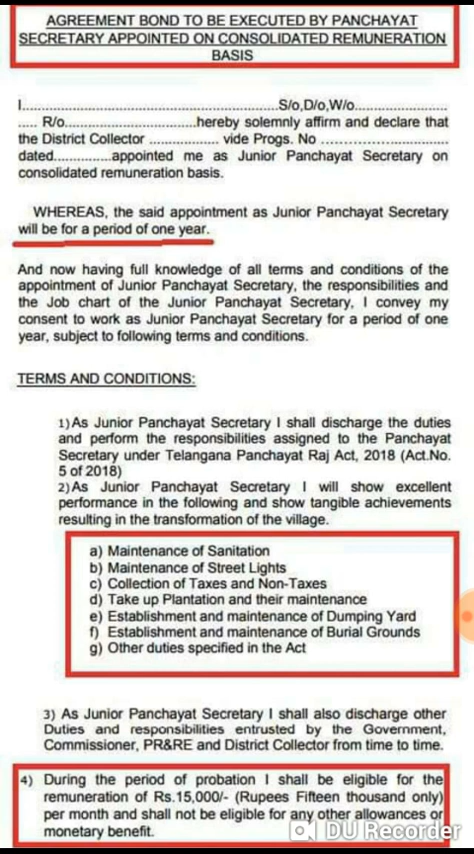 AGREEMENT BOND TO BE EXECUTED BY PANCHAYAT
SECRETARY APPOINTED ON CONSOLIDATED REMUNERATION
BASIS
I..............................................................S/o,D/o,W/o......................
..... R/o...............................hereby solemnly affirm and declare that
the District Collector ................. vide Progs. No ..............................
dated..............appointed me as Junior Panchayat Secretary on
consolidated remuneration basis.
WHEREAS, the said appointment as Junior Panchayat Secretary
will be for a period of one year.
And now having full knowledge of all terms and conditions of the
appointment of Junior Panchayat Secretary, the responsibilities and
the Job chart of the Junior Panchayat Secretary, I convey my
consent to work as Junior Panchayat Secretary for a period of one
year, subject to following terms and conditions.
TERMS AND CONDITIONS:
1)As Junior Panchayat Secretary I shall discharge the duties
and perform the responsibilities assigned to the Panchayat
Secretary under Telangana Panchayat Raj Act, 2018 (Act.No.
5 of 2018)
2)As Junior Panchayat Secretary I will show excellent
performance in the following and show tangible achievements
resulting in the transformation of the village.
a) Maintenance of Sanitation
b) Maintenance of Street Lights
c) Collection of Taxes and Non-Taxes
d) Take up Plantation and their maintenance
e) Establishment and maintenance of Dumping Yard
f) Establishment and maintenance of Burial Grounds
g) Other duties specified in the Act
3) As Junior Panchayat Secretary I shall also discharge other
Duties and responsibilities entrusted by the Government,
Commissioner, PR&RE and District Collector from time to time.
4) During the period of probation I shall be eligible for the
remuneration of Rs.15,000/- (Rupees Fifteen thousand only)
per month and shall not be eligible for any other allowances or
monetary benefit.
DU Recorder